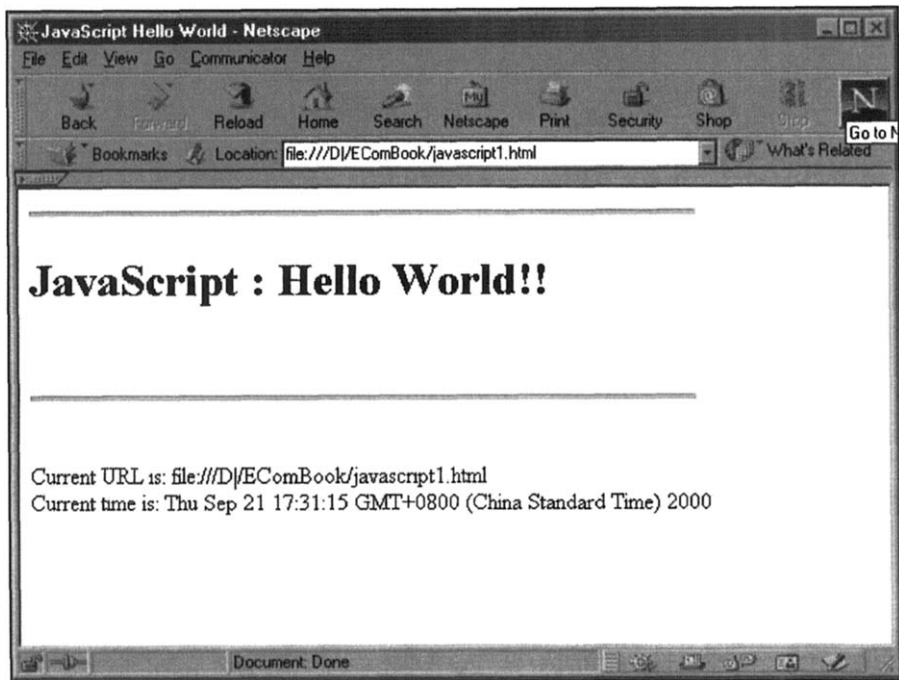 JavaScript Hello World - Netscape
File Edit View Go Communicator Help
My N
Back Forward Reload Home Search Netscape Print Security Shop Stop
Go to N
Bookmarks Location: file:///D|/EComBook/javascript1.html What's Related
JavaScript : Hello World!!
Current URL is: file:///D|/EComBook/javascript1.html
Current time is: Thu Sep 21 17:31:15 GMT+0800 (China Standard Time) 2000
Document: Done